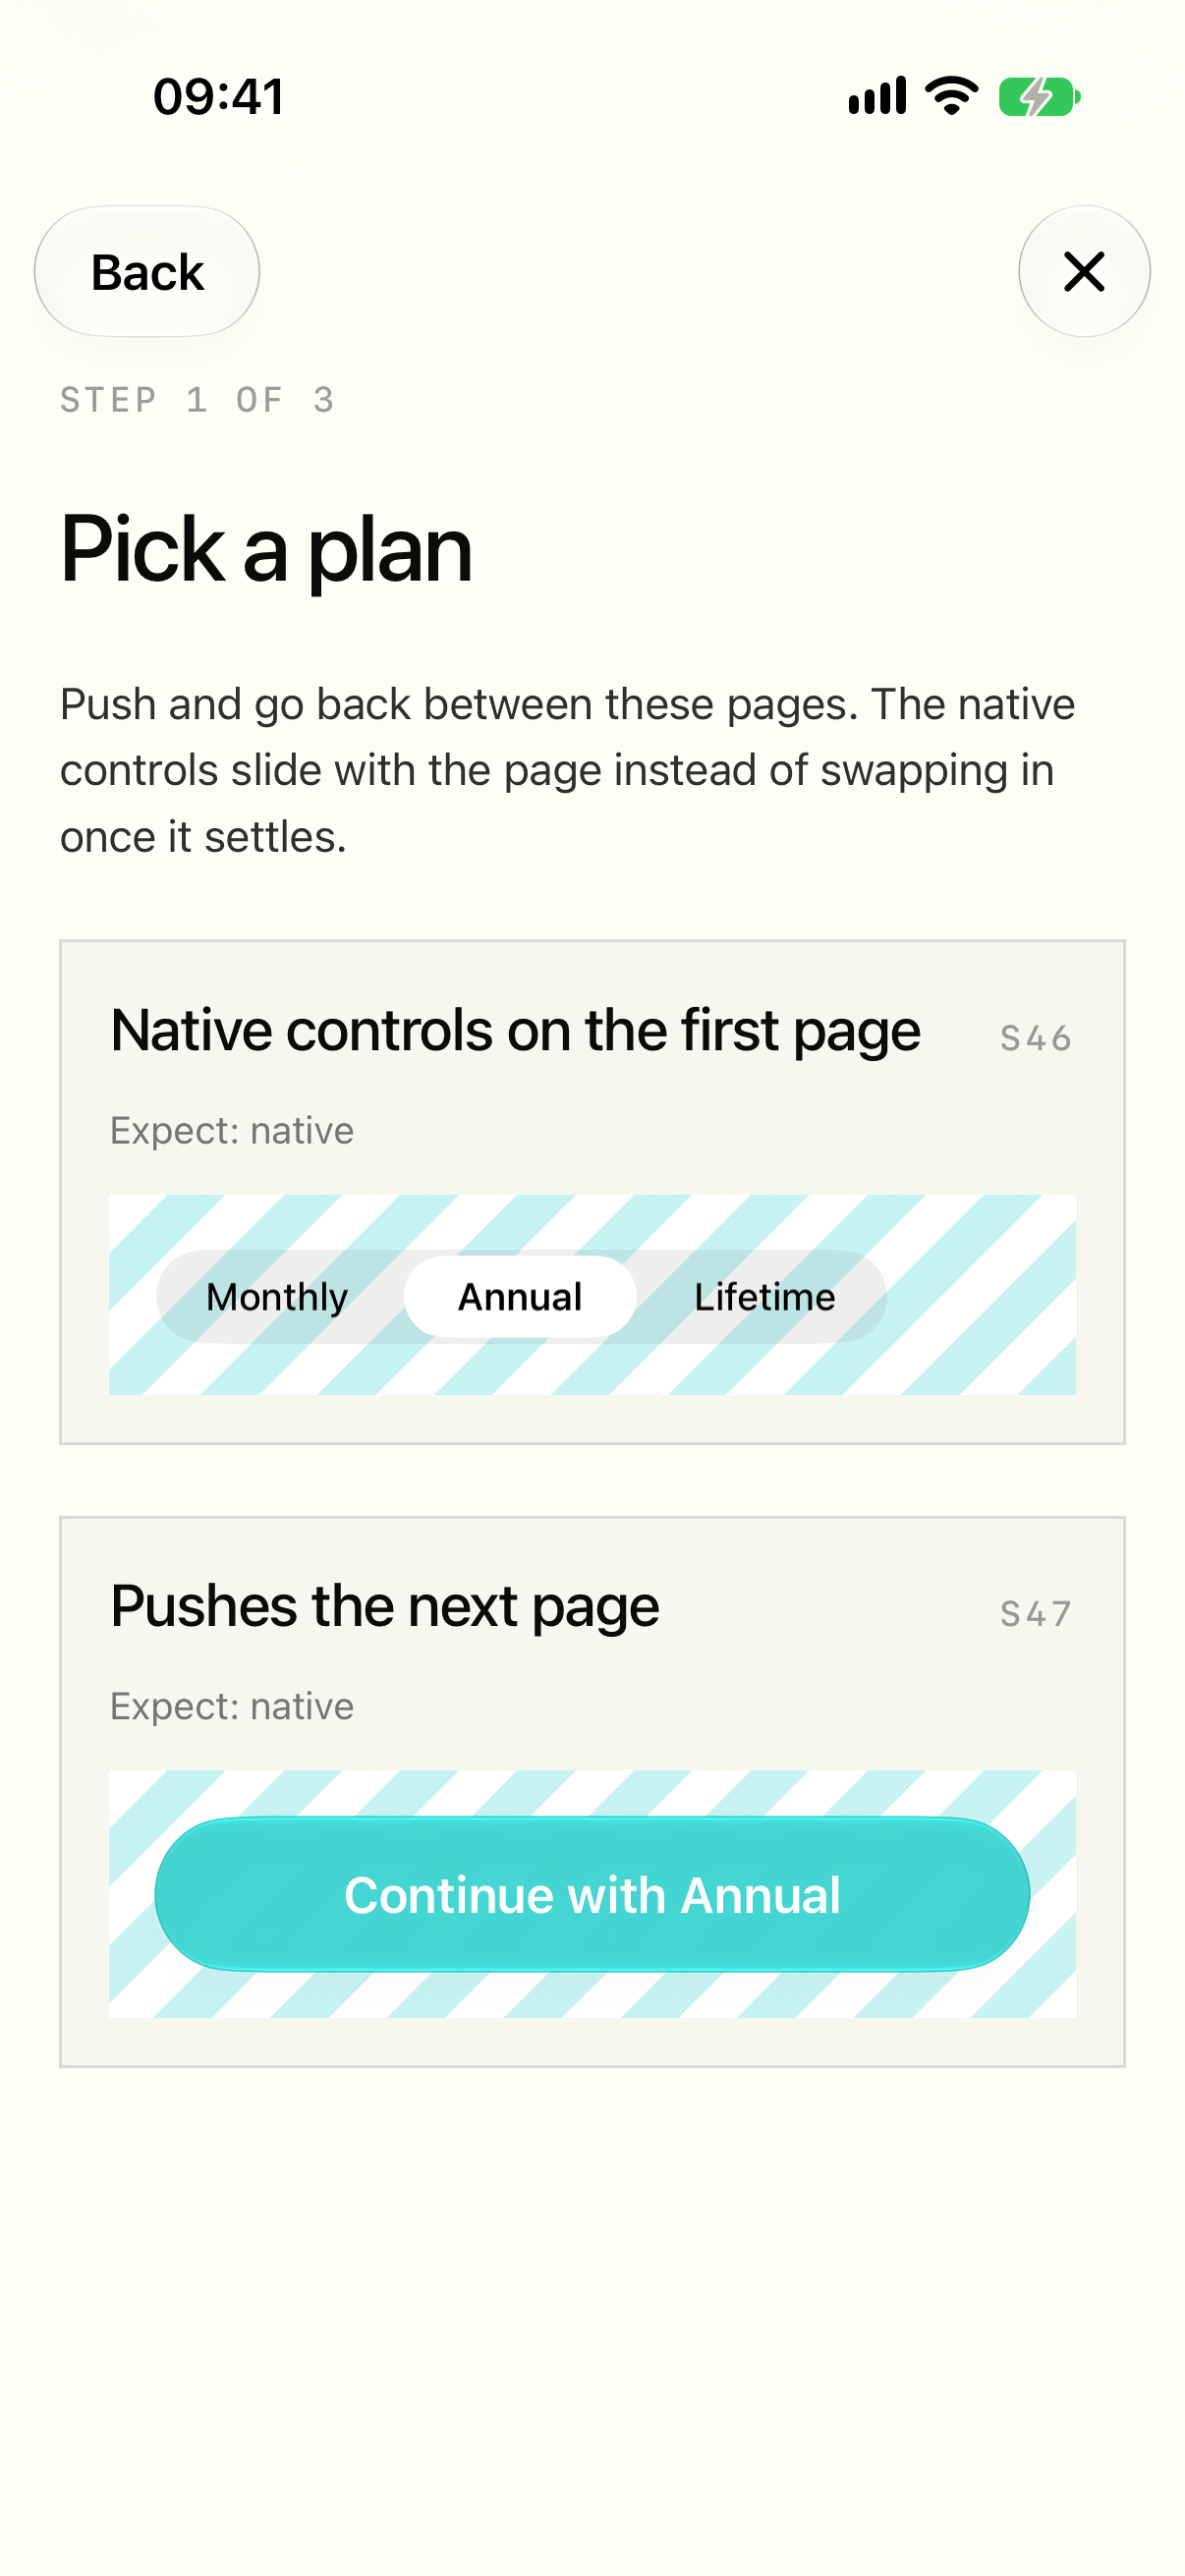 09:41
Back
STEP 1 OF 3
Pick a plan
Push and go back between these pages. The native
controls slide with the page instead of swapping in
once it settles.
Native controls on the first page S46
Expect: native
Monthly Annual Lifetime
Pushes the next page S47
Expect: native
Continue with Annual